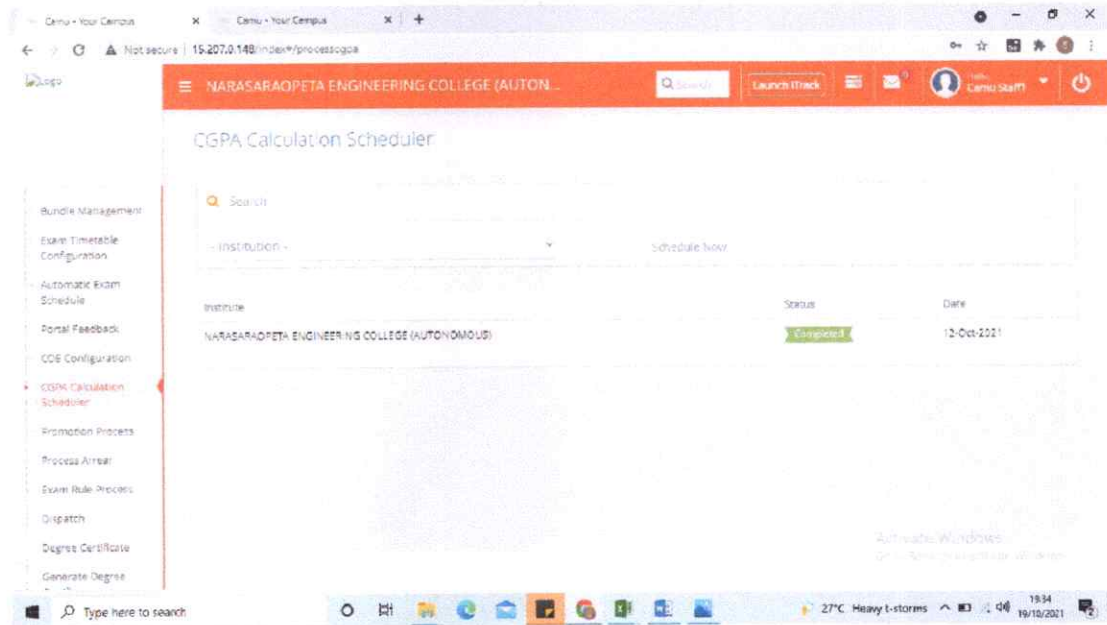 Camu - Your Campus
Camu - Your Campus
Not secure
15.207.0.148/index#/processcgpa
Logo
NARASARAOPETA ENGINEERING COLLEGE (AUTON...
Search
Launch ITrack
Camu Staff1
CGPA Calculation Scheduler
Bundle Management
Exam Timetable
Configuration
Automatic Exam
Schedule
Portal Feedback
COE Configuration
CGPA Calculation
Scheduler
Promotion Process
Process Arrear
Exam Rule Process
Dispatch
Degree Certificate
Generate Degree
Search
- Institution -
Schedule Now
Institute
Status
Date
NARASARAOPETA ENGINEERING COLLEGE (AUTONOMOUS)
Completed
12-Oct-2021
Activate Windows
Type here to search
27°C Heavy t-storms
19:34
19/10/2021